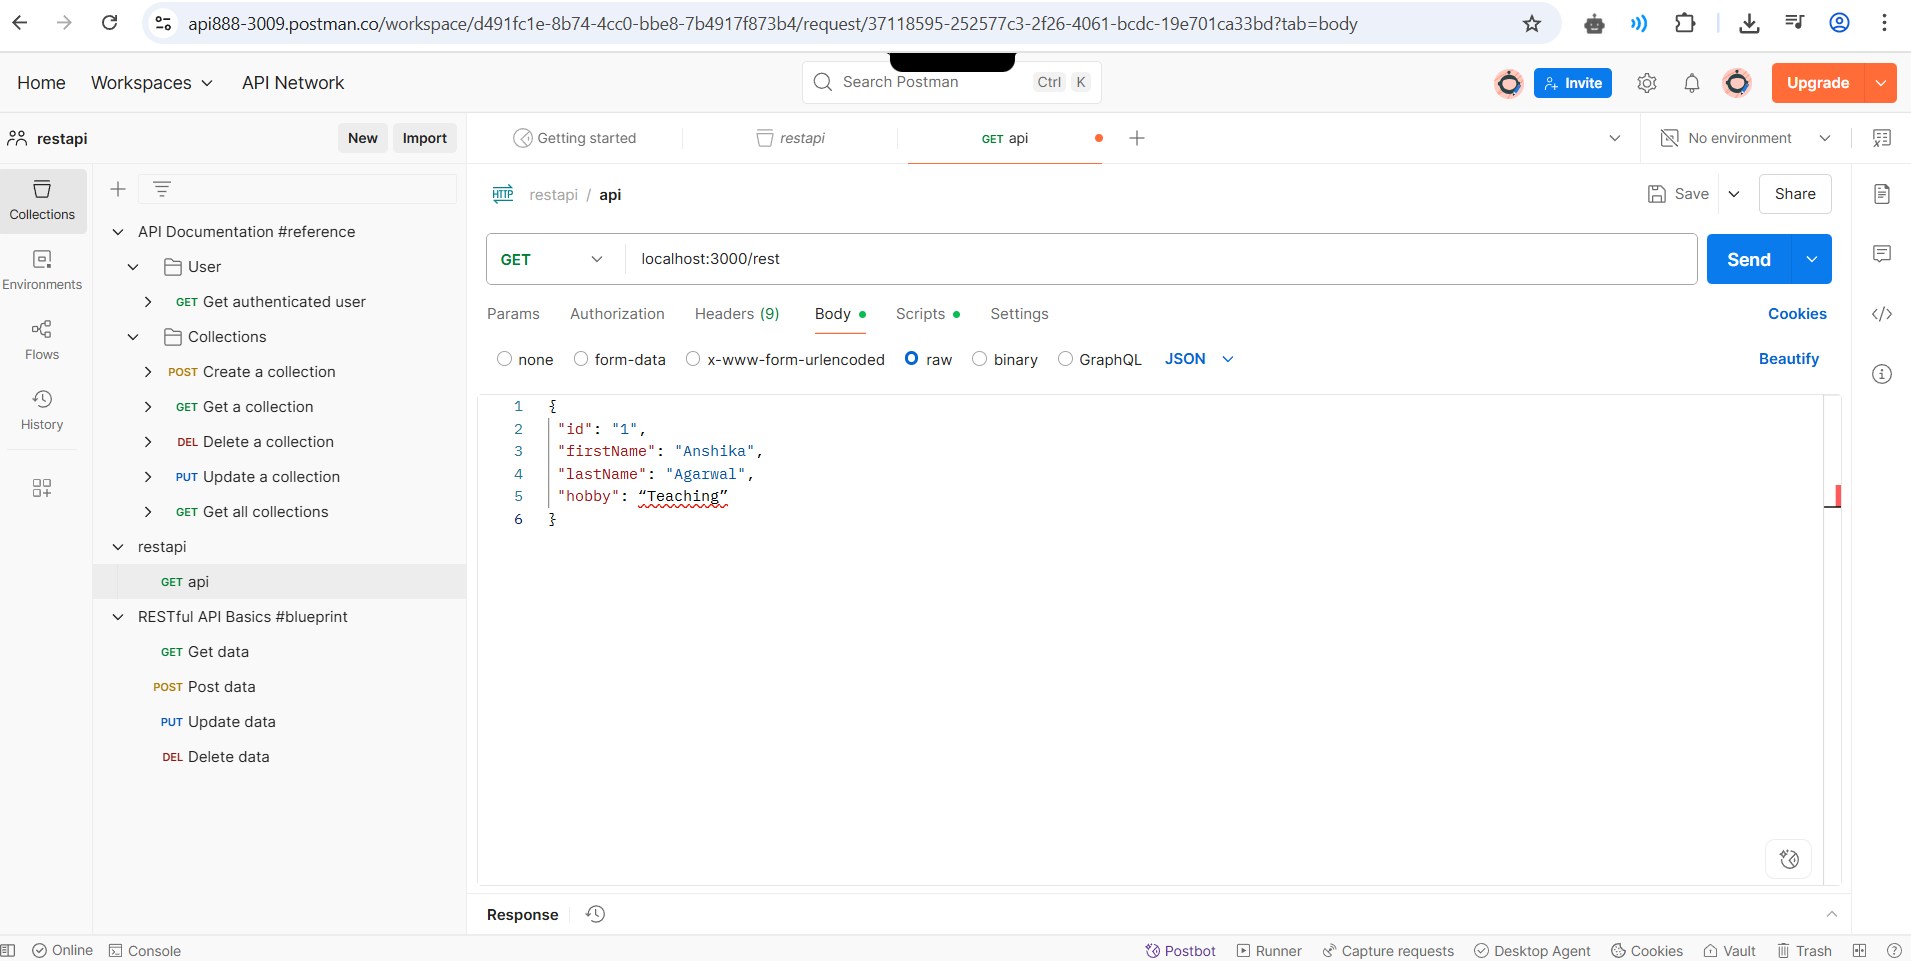 api888-3009.postman.co/workspace/d491fc1e-8b74-4cc0-bbe8-7b4917f873b4/request/37118595-252577c3-2f26-4061-bcdc-19e701ca33bd?tab=body
Home Workspaces API Network Search Postman Ctrl K Invite Upgrade
restapi New Import Getting started restapi GET api No environment
Collections
Environments
Flows
History
API Documentation #reference
User
GET Get authenticated user
Collections
POST Create a collection
GET Get a collection
DEL Delete a collection
PUT Update a collection
GET Get all collections
restapi
GET api
RESTful API Basics #blueprint
GET Get data
POST Post data
PUT Update data
DEL Delete data
HTTP restapi / api Save Share
GET localhost:3000/rest Send
Params Authorization Headers (9) Body Scripts Settings Cookies
none form-data x-www-form-urlencoded raw binary GraphQL JSON Beautify
1 {
2 "id": "1",
3 "firstName": "Anshika",
4 "lastName": "Agarwal",
5 "hobby": “Teaching”
6 }
Response
Online Console Postbot Runner Capture requests Desktop Agent Cookies Vault Trash